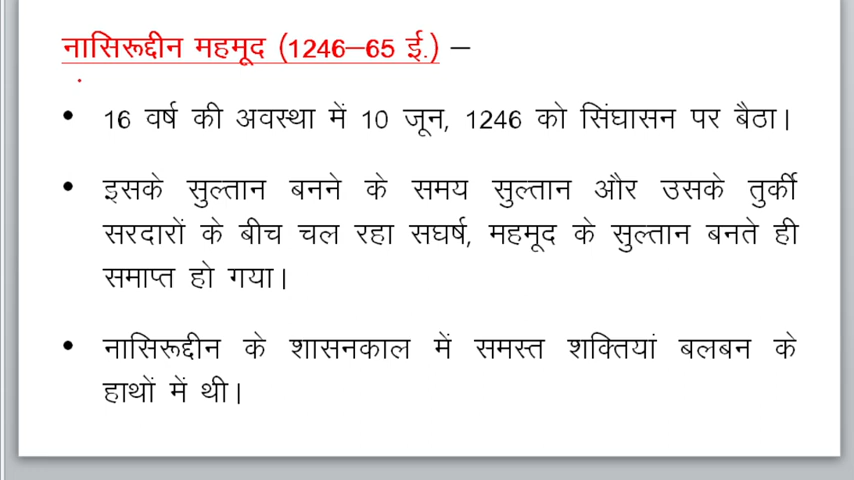 नासिरूद्दीन महमूद (1246–65 ई.) –
• 16 वर्ष की अवस्था में 10 जून, 1246 को सिंघासन पर बैठा।
• इसके सुल्तान बनने के समय सुल्तान और उसके तुर्की
सरदारों के बीच चल रहा सघर्ष, महमूद के सुल्तान बनते ही
समाप्त हो गया।
• नासिरूद्दीन के शासनकाल में समस्त शक्तियां बलबन के
हाथों में थी।